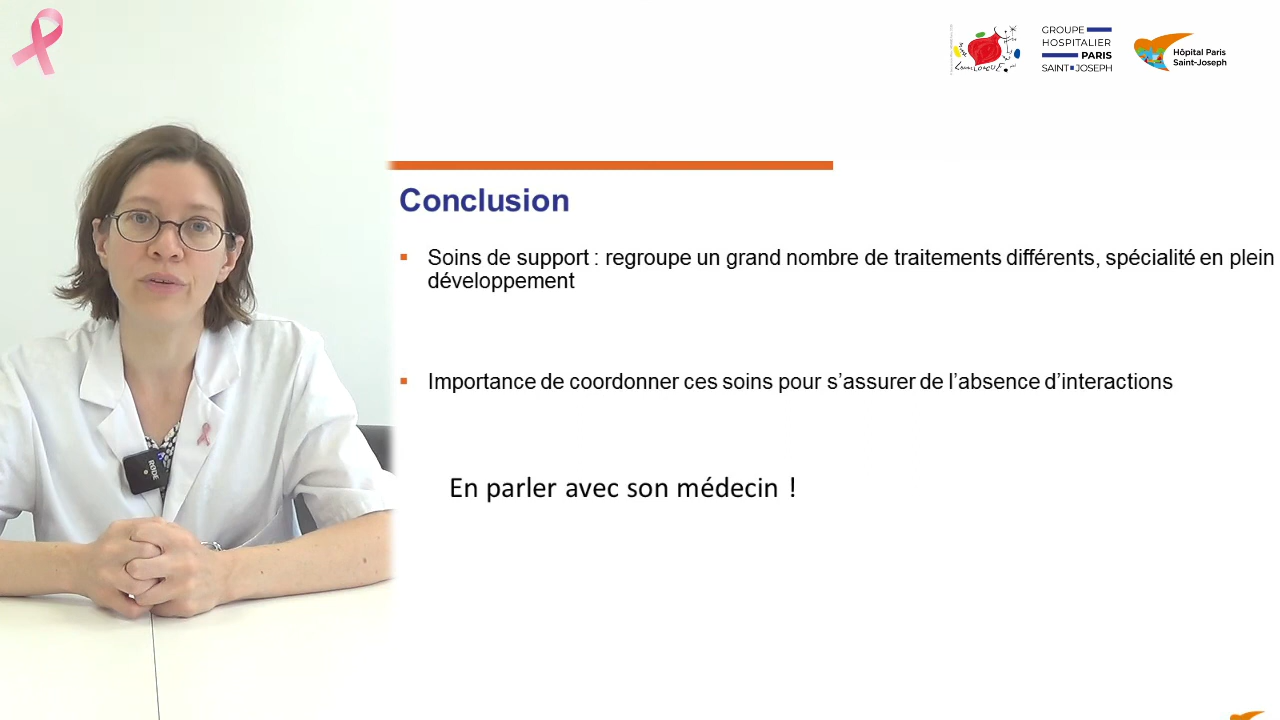 GROUPE
HOSPITALIER
PARIS
SAINT-JOSEPH
Hôpital Paris
Saint-Joseph
Conclusion
Soins de support : regroupe un grand nombre de traitements différents, spécialité en plein
développement
Importance de coordonner ces soins pour s’assurer de l’absence d’interactions
RODE
En parler avec son médecin !